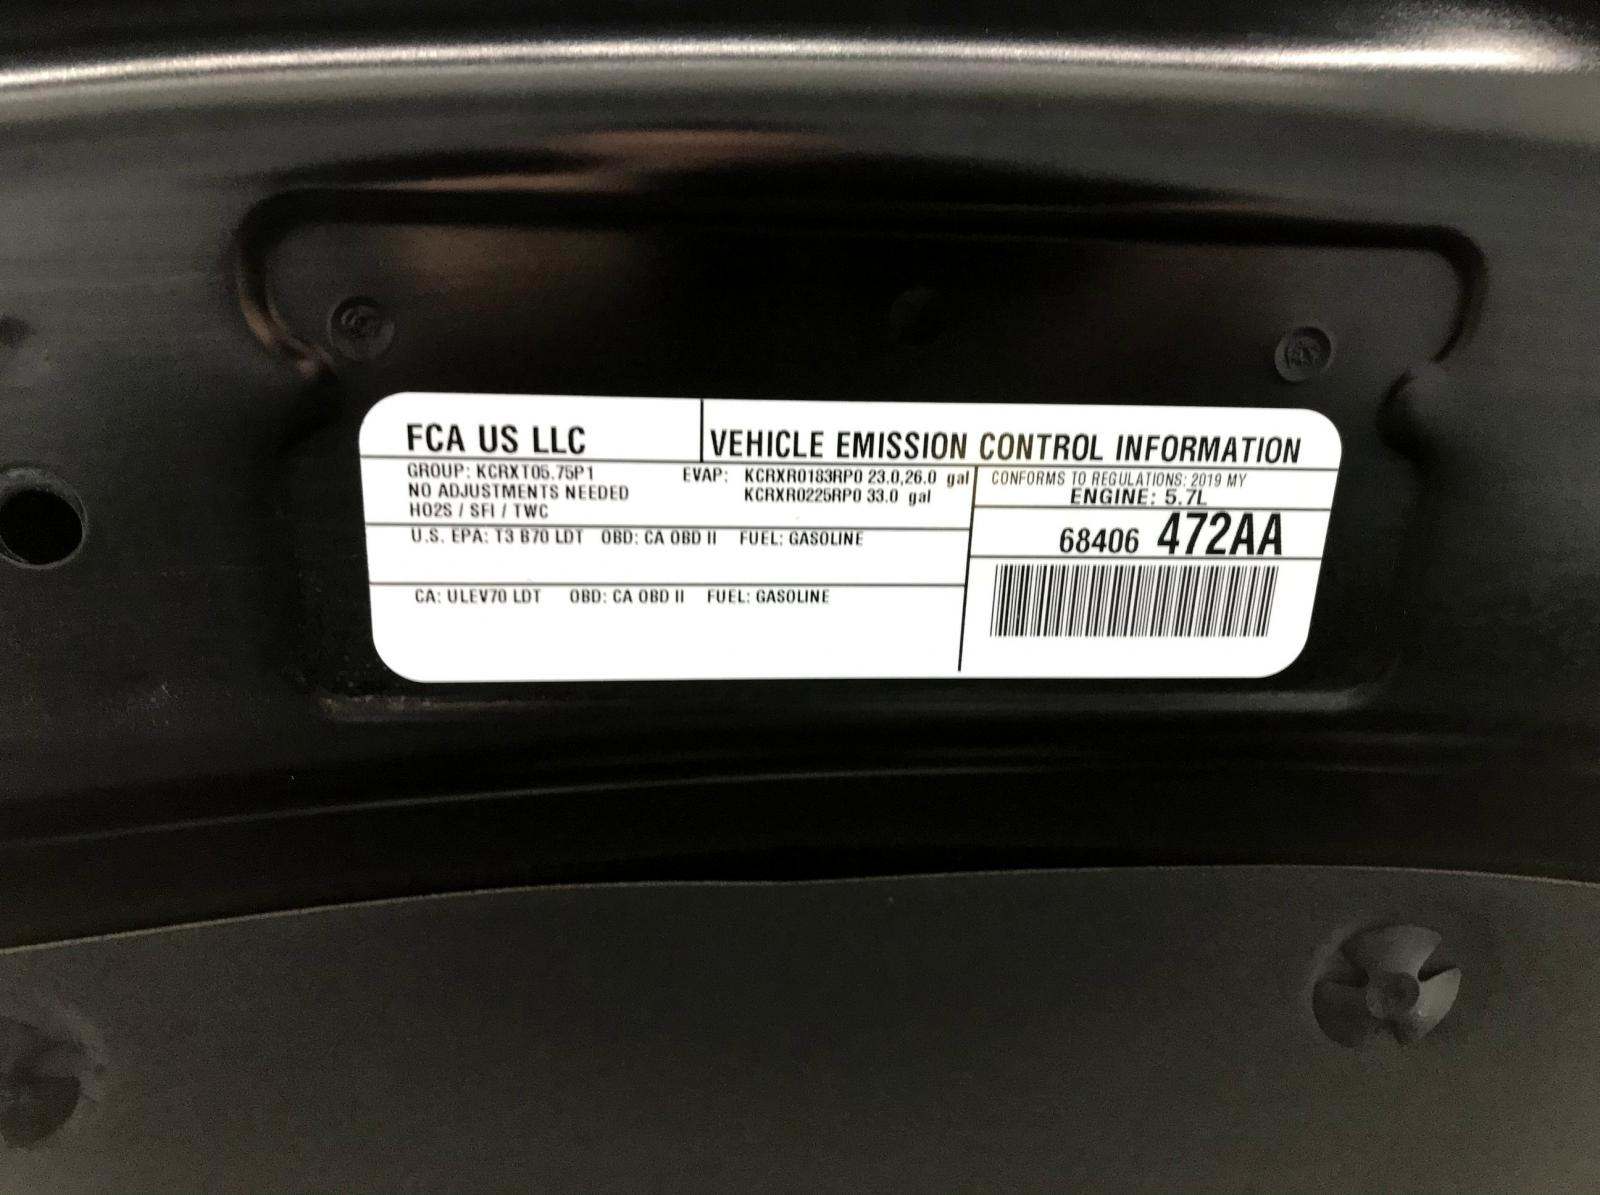 FCA US LLC
VEHICLE EMISSION CONTROL INFORMATION
GROUP: KCRXT05.75P1
NO ADJUSTMENTS NEEDED
HO2S / SFI / TWC
EVAP: KCRXR0183RP0 23.0,26.0 gal
KCRXR0225RP0 33.0 gal
CONFORMS TO REGULATIONS: 2019 MY
ENGINE: 5.7L
U.S. EPA: T3 B70 LDT OBD: CA OBD II FUEL: GASOLINE
68406 472AA
CA: ULEV70 LDT OBD: CA OBD II FUEL: GASOLINE